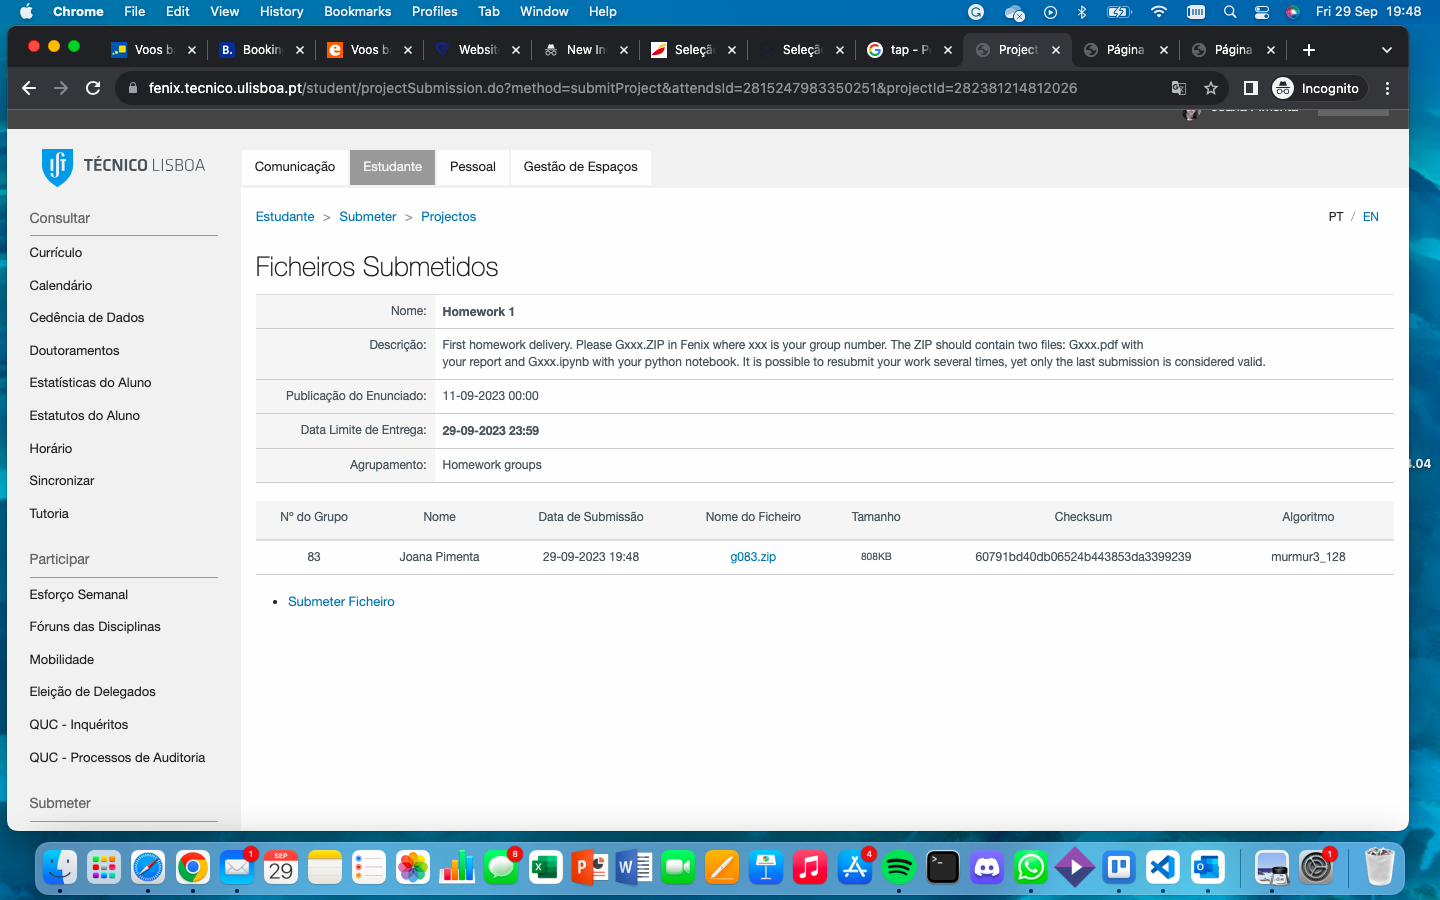 Chrome File Edit View History Bookmarks Profiles Tab Window Help Fri 29 Sep 19:48
Voos b Bookin Voos b Websit New In Seleçã Seleçã tap - P Project Página Página
fenix.tecnico.ulisboa.pt/student/projectSubmission.do?method=submitProject&attendsId=2815247983350251&projectId=282381214812026 Incognito
TÉCNICO LISBOA
Comunicação Estudante Pessoal Gestão de Espaços
Consultar
Currículo
Calendário
Cedência de Dados
Doutoramentos
Estatísticas do Aluno
Estatutos do Aluno
Horário
Sincronizar
Tutoria
Participar
Esforço Semanal
Fóruns das Disciplinas
Mobilidade
Eleição de Delegados
QUC - Inquéritos
QUC - Processos de Auditoria
Submeter
Estudante > Submeter > Projectos PT / EN
Ficheiros Submetidos
Nome: Homework 1
Descrição: First homework delivery. Please Gxxx.ZIP in Fenix where xxx is your group number. The ZIP should contain two files: Gxxx.pdf with
your report and Gxxx.ipynb with your python notebook. It is possible to resubmit your work several times, yet only the last submission is considered valid.
Publicação do Enunciado: 11-09-2023 00:00
Data Limite de Entrega: 29-09-2023 23:59
Agrupamento: Homework groups
Nº do Grupo Nome Data de Submissão Nome do Ficheiro Tamanho Checksum Algoritmo
83 Joana Pimenta 29-09-2023 19:48 g083.zip 808KB 60791bd40db06524b443853da3399239 murmur3_128
• Submeter Ficheiro
.04
1 SEP 29 8 4 1